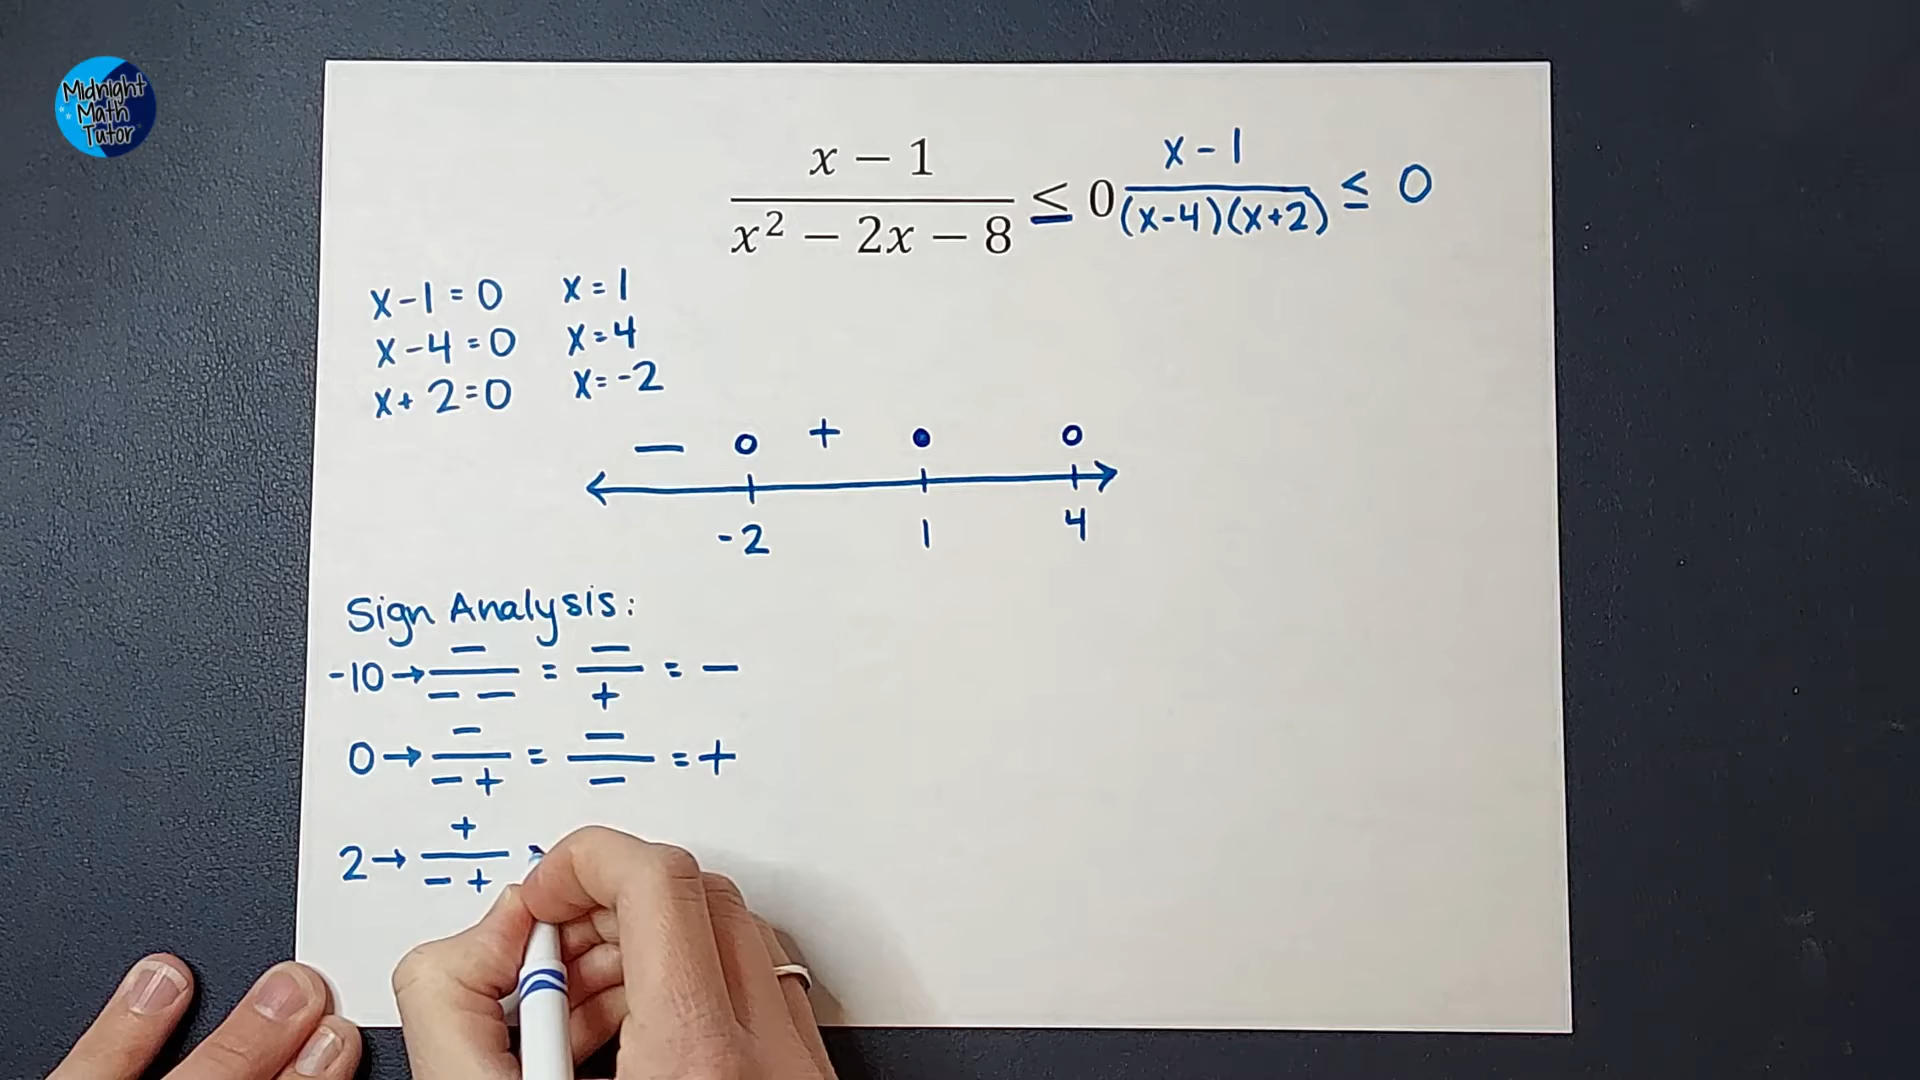 Midnight
Math
Tutor
x − 1
x² − 2x − 8
≤ 0
x - 1
(x-4)(x+2)
≤ 0
x-1=0 x=1
x-4=0 x=4
x+2=0 x=-2
— o + • o
-2 1 4
Sign Analysis:
-10→ −/− − = −/+ = −
0→ −/− + = −/− = +
2→ +/− +